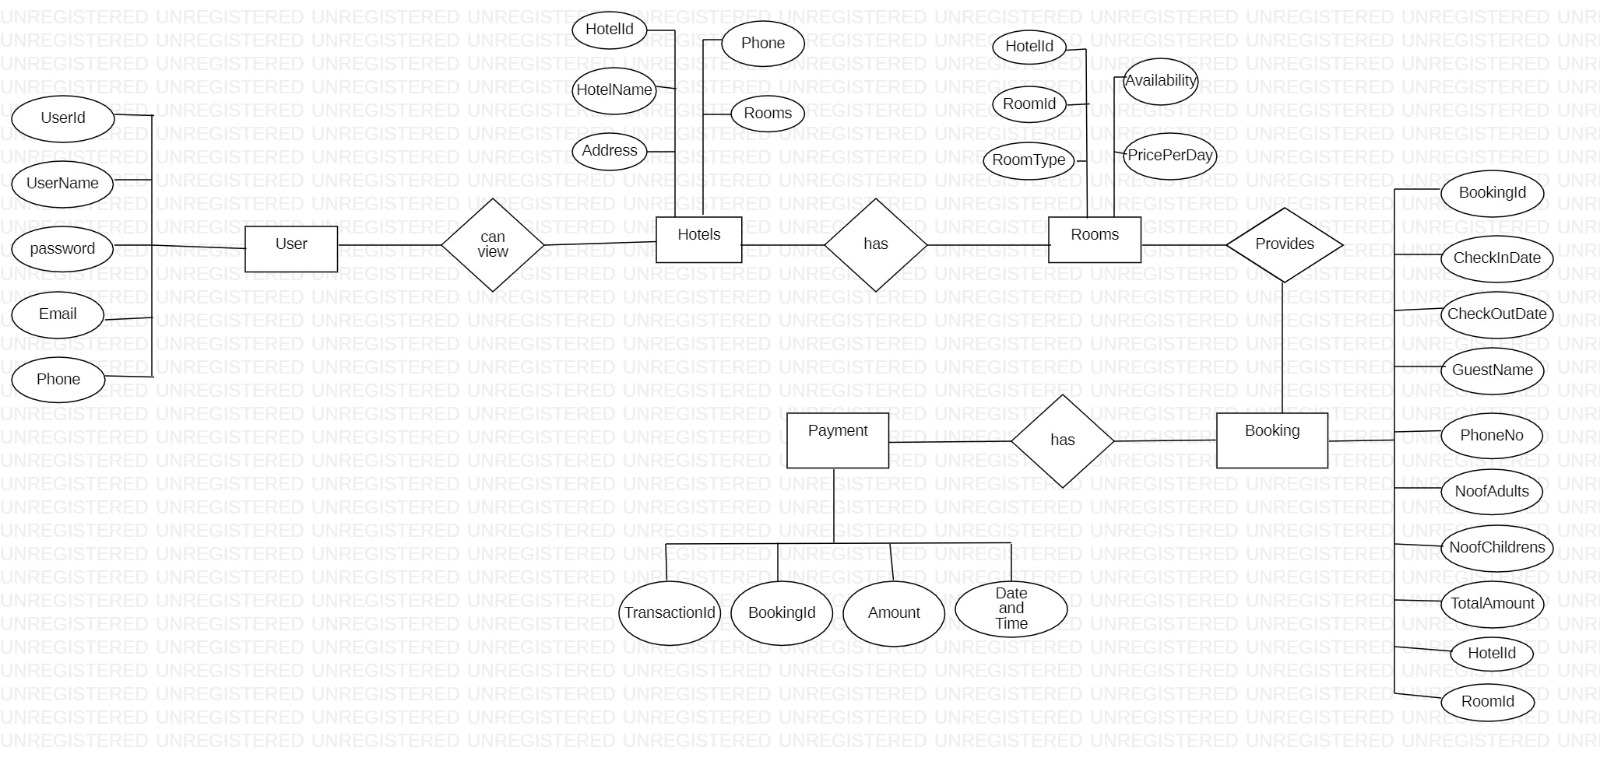 HotelId
Phone
HotelName
Rooms
Address
HotelId
Availability
RoomId
RoomType
PricePerDay
UserId
UserName
password
Email
Phone
User
can
view
Hotels
has
Rooms
Provides
BookingId
CheckInDate
CheckOutDate
GuestName
PhoneNo
NoofAdults
NoofChildrens
TotalAmount
HotelId
RoomId
Payment
has
Booking
TransactionId
BookingId
Amount
Date
and
Time
UNREGISTERED